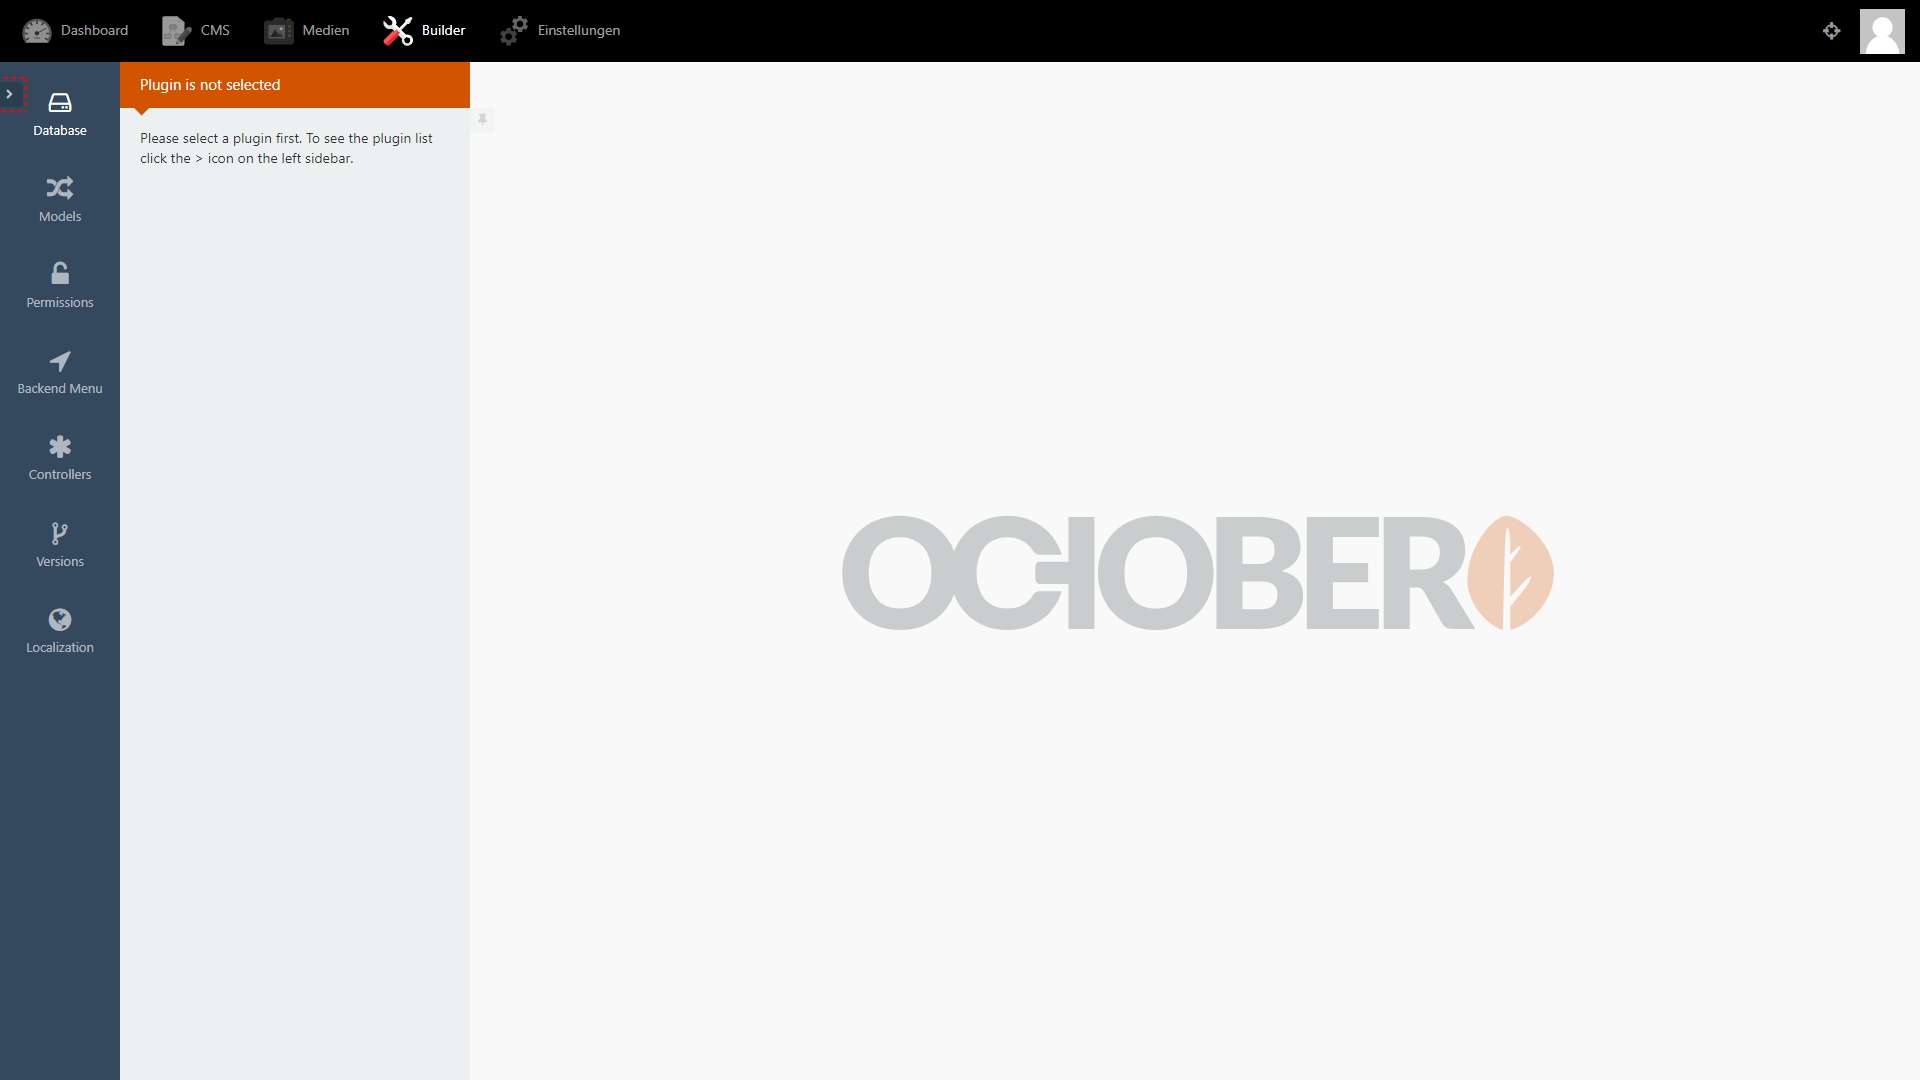 Dashboard
CMS
Medien
Builder
Einstellungen
Database
Models
Permissions
Backend Menu
Controllers
Versions
Localization
Plugin is not selected
Please select a plugin first. To see the plugin list
click the > icon on the left sidebar.
OCTOBER